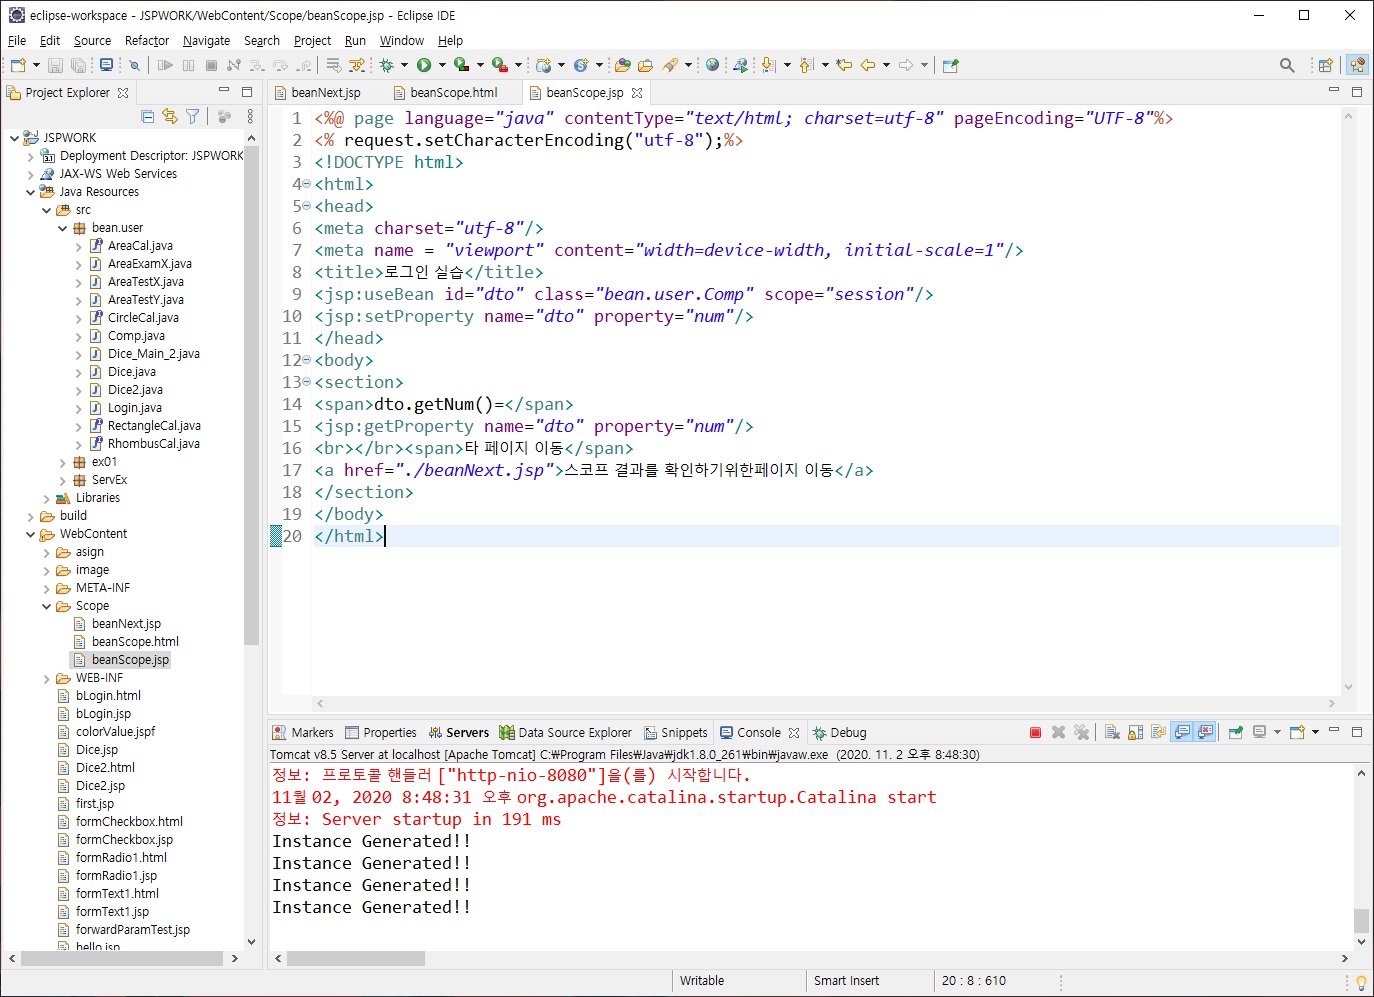 eclipse-workspace - JSPWORK/WebContent/Scope/beanScope.jsp - Eclipse IDE
File Edit Source Refactor Navigate Search Project Run Window Help
Project Explorer
JSPWORK
Deployment Descriptor: JSPWORK
JAX-WS Web Services
Java Resources
src
bean.user
AreaCal.java
AreaExamX.java
AreaTestX.java
AreaTestY.java
CircleCal.java
Comp.java
Dice_Main_2.java
Dice.java
Dice2.java
Login.java
RectangleCal.java
RhombusCal.java
ex01
ServEx
Libraries
build
WebContent
asign
image
META-INF
Scope
beanNext.jsp
beanScope.html
beanScope.jsp
WEB-INF
bLogin.html
bLogin.jsp
colorValue.jspf
Dice.jsp
Dice2.html
Dice2.jsp
first.jsp
formCheckbox.html
formCheckbox.jsp
formRadio1.html
formRadio1.jsp
formText1.html
formText1.jsp
forwardParamTest.jsp
hello.jsp
beanNext.jsp beanScope.html beanScope.jsp
1 <%@ page language="java" contentType="text/html; charset=utf-8" pageEncoding="UTF-8"%>
2 <% request.setCharacterEncoding("utf-8");%>
3 <!DOCTYPE html>
4 <html>
5 <head>
6 <meta charset="utf-8"/>
7 <meta name = "viewport" content="width=device-width, initial-scale=1"/>
8 <title>로그인 실습</title>
9 <jsp:useBean id="dto" class="bean.user.Comp" scope="session"/>
10 <jsp:setProperty name="dto" property="num"/>
11 </head>
12 <body>
13 <section>
14 <span>dto.getNum()=</span>
15 <jsp:getProperty name="dto" property="num"/>
16 <br></br><span>타 페이지 이동</span>
17 <a href="./beanNext.jsp">스코프 결과를 확인하기위한페이지 이동</a>
18 </section>
19 </body>
20 </html>
Markers Properties Servers Data Source Explorer Snippets Console Debug
Tomcat v8.5 Server at localhost [Apache Tomcat] C:₩Program Files₩Java₩jdk1.8.0_261₩bin₩javaw.exe (2020. 11. 2 오후 8:48:30)
정보: 프로토콜 핸들러 ["http-nio-8080"]을(를) 시작합니다.
11월 02, 2020 8:48:31 오후 org.apache.catalina.startup.Catalina start
정보: Server startup in 191 ms
Instance Generated!!
Instance Generated!!
Instance Generated!!
Instance Generated!!
Writable Smart Insert 20 : 8 : 610